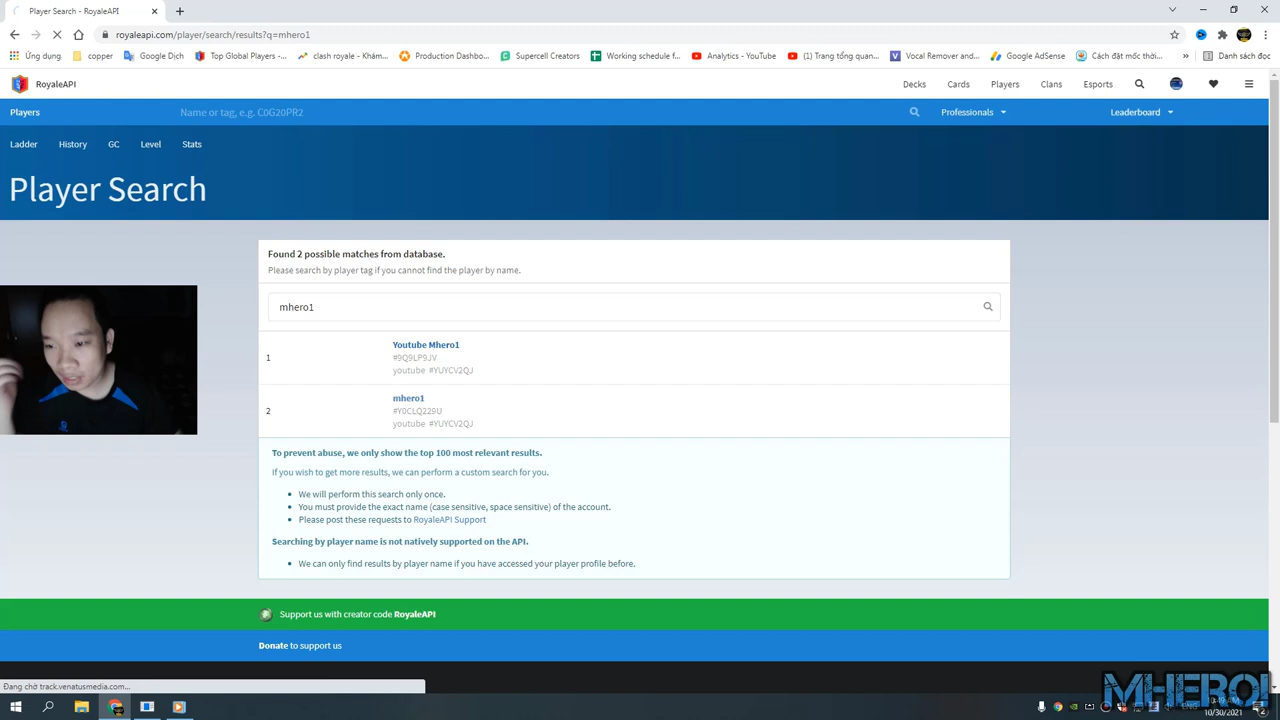 Player Search - RoyaleAPI
royaleapi.com/player/search/results?q=mhero1
Ứng dụng
copper
Google Dịch
Top Global Players -...
clash royale - Khám...
Production Dashbo...
Supercell Creators
Working schedule f...
Analytics - YouTube
(1) Trang tổng quan...
Vocal Remover and...
Google AdSense
Cài đặt mốc thời...
»
Danh sách đọc
RoyaleAPI
Decks
Cards
Players
Clans
Esports
Players
Name or tag, e.g. C0G20PR2
Professionals
Leaderboard
Ladder
History
GC
Level
Stats
Player Search
Found 2 possible matches from database.
Please search by player tag if you cannot find the player by name.
mhero1
1
Youtube Mhero1
#9Q9LP9JV
youtube #YUYCV2QJ
2
mhero1
#Y0CLQ229U
youtube #YUYCV2QJ
To prevent abuse, we only show the top 100 most relevant results.
If you wish to get more results, we can perform a custom search for you.
We will perform this search only once.
You must provide the exact name (case sensitive, space sensitive) of the account.
Please post these requests to RoyaleAPI Support
Searching by player name is not natively supported on the API.
We can only find results by player name if you have accessed your player profile before.
Support us with creator code RoyaleAPI
Donate to support us
Đang chờ track.venatusmedia.com...
MHERO1
10/30/2021
2